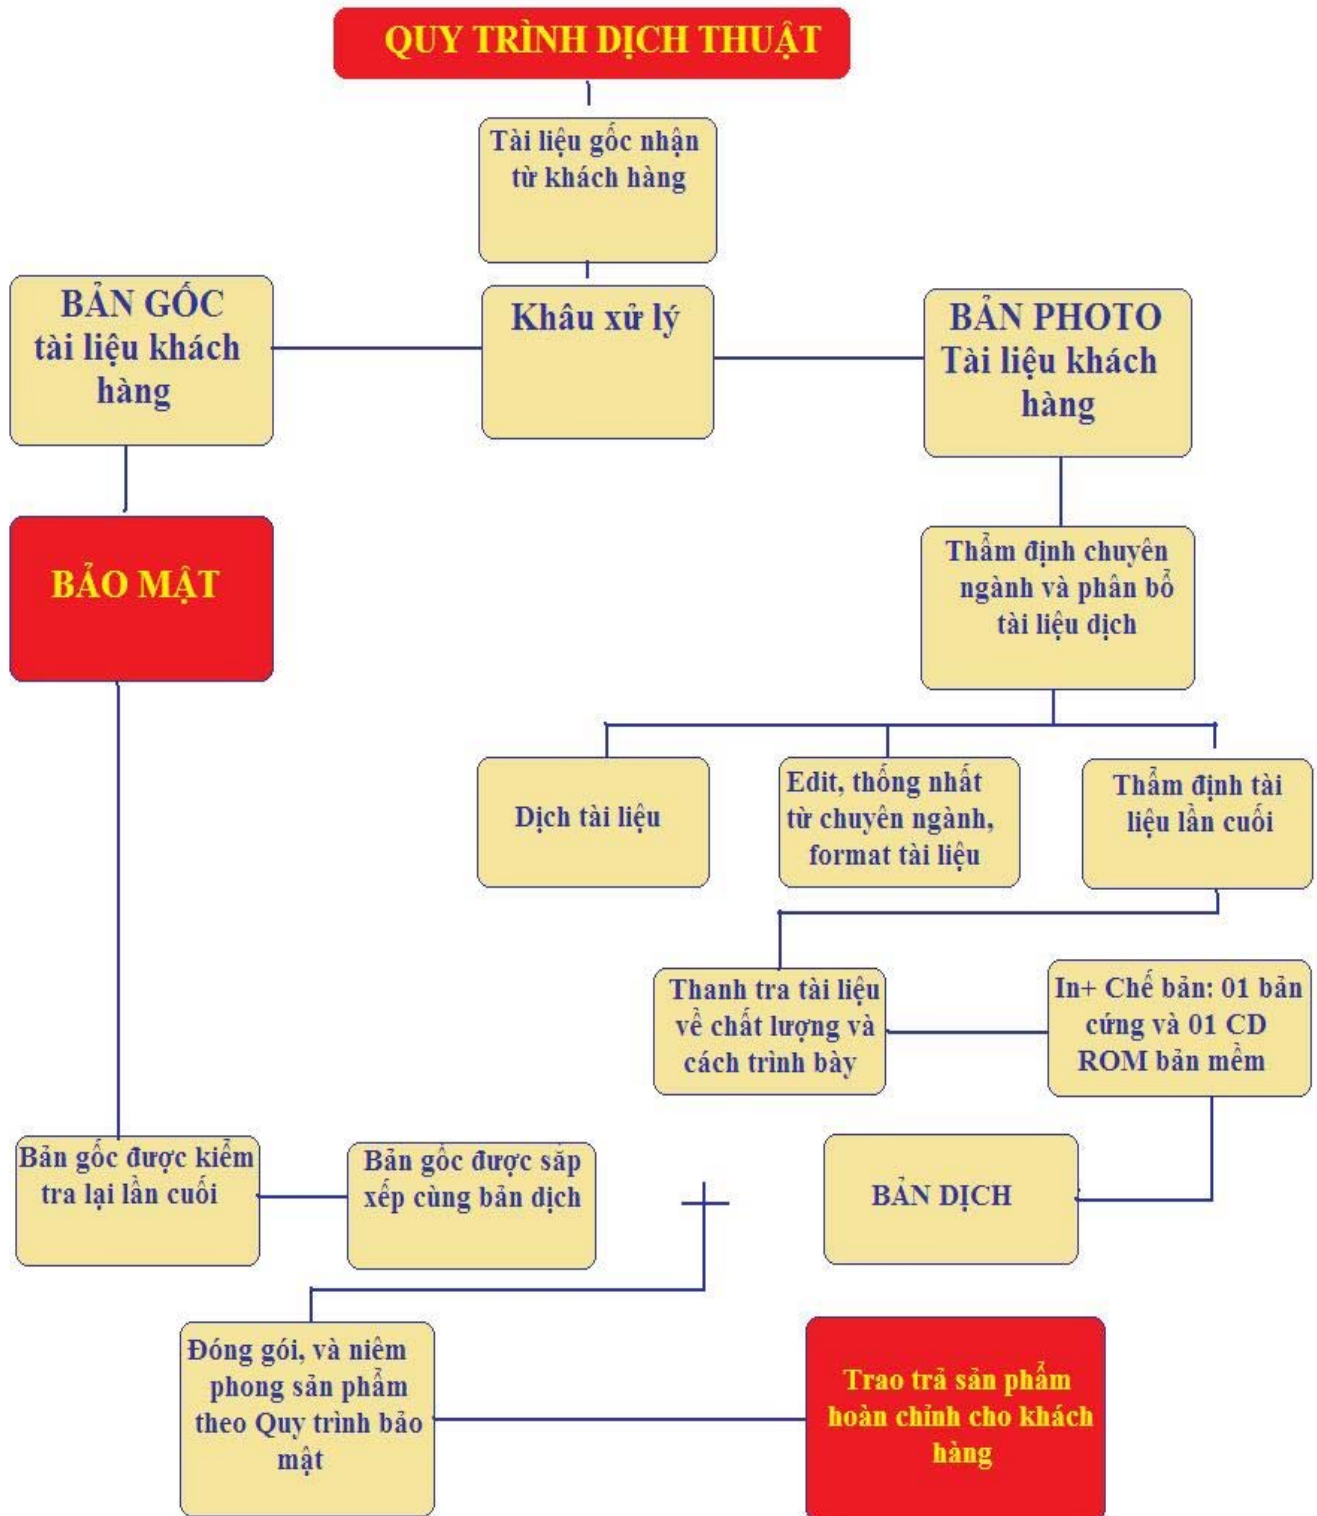 QUY TRÌNH DỊCH THUẬT
Tài liệu gốc nhận
từ khách hàng
BẢN GỐC
tài liệu khách
hàng
Khâu xử lý
BẢN PHOTO
Tài liệu khách
hàng
BẢO MẬT
Thẩm định chuyên
ngành và phân bổ
tài liệu dịch
Dịch tài liệu
Edit, thống nhất
từ chuyên ngành,
format tài liệu
Thẩm định tài
liệu lần cuối
Thanh tra tài liệu
về chất lượng và
cách trình bày
In+ Chế bản: 01 bản
cứng và 01 CD
ROM bản mềm
Bản gốc được kiểm
tra lại lần cuối
Bản gốc được sắp
xếp cùng bản dịch
BẢN DỊCH
Đóng gói, và niêm
phong sản phẩm
theo Quy trình bảo
mật
Trao trả sản phẩm
hoàn chỉnh cho khách
hàng